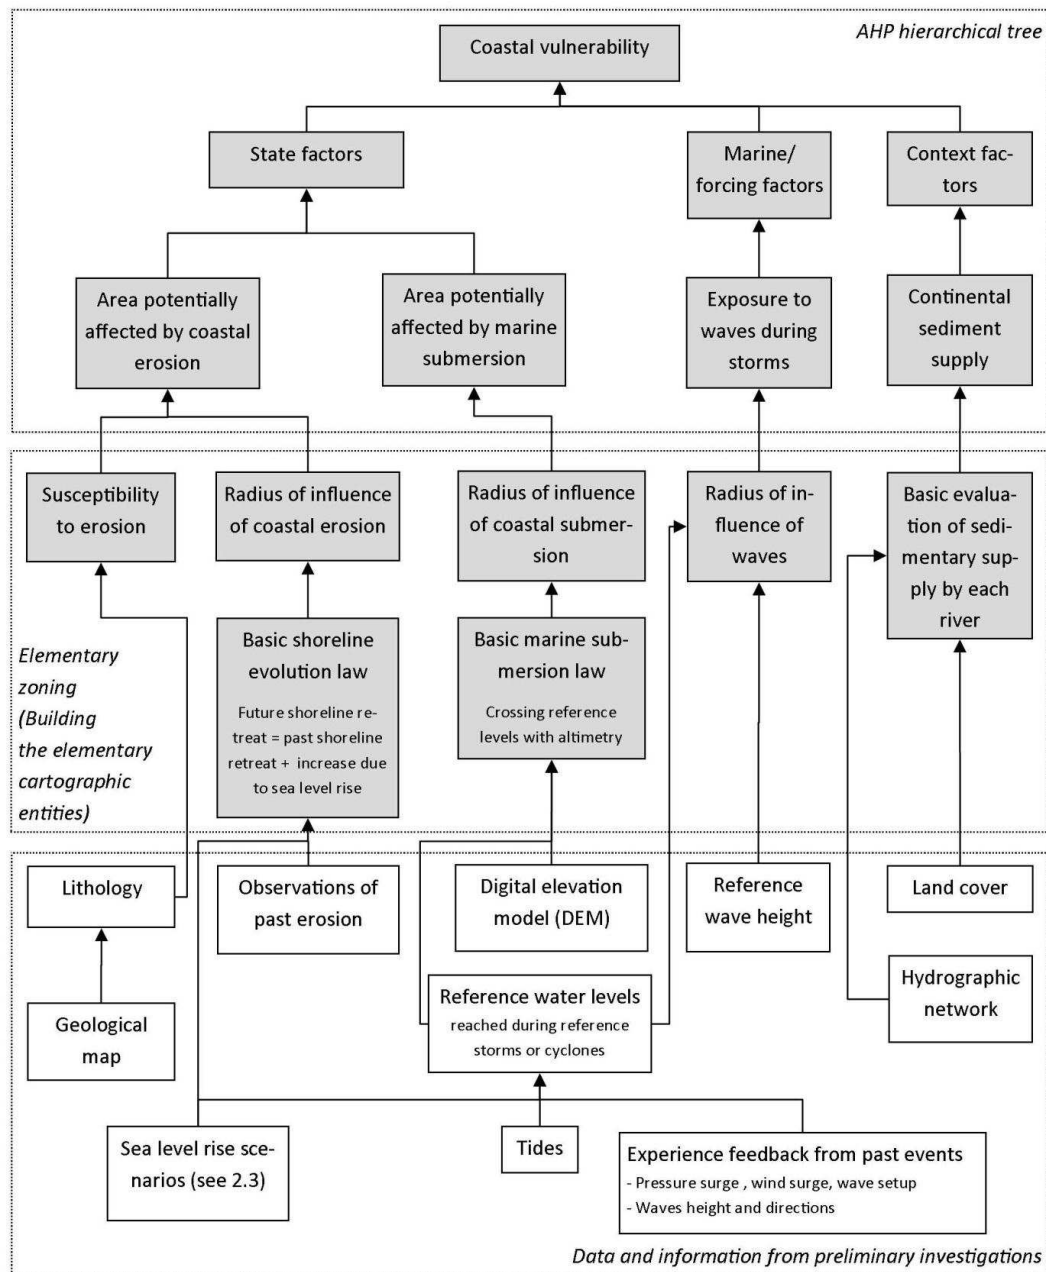 AHP hierarchical tree
Coastal vulnerability
State factors
Marine/
forcing factors
Context fac-
tors
Area potentially
affected by coastal
erosion
Area potentially
affected by marine
submersion
Exposure to
waves during
storms
Continental
sediment
supply
Susceptibility
to erosion
Radius of influence
of coastal erosion
Radius of influence
of coastal submer-
sion
Radius of in-
fluence of
waves
Basic evalua-
tion of sedi-
mentary sup-
ply by each
river
Elementary
zoning
(Building
the elementary
cartographic
entities)
Basic shoreline
evolution law
Future shoreline re-
treat = past shoreline
retreat + increase due
to sea level rise
Basic marine sub-
mersion law
Crossing reference
levels with altimetry
Lithology
Observations of
past erosion
Digital elevation
model (DEM)
Reference
wave height
Land cover
Geological
map
Reference water levels
reached during reference
storms or cyclones
Hydrographic
network
Sea level rise sce-
narios (see 2.3)
Tides
Experience feedback from past events
- Pressure surge , wind surge, wave setup
- Waves height and directions
Data and information from preliminary investigations